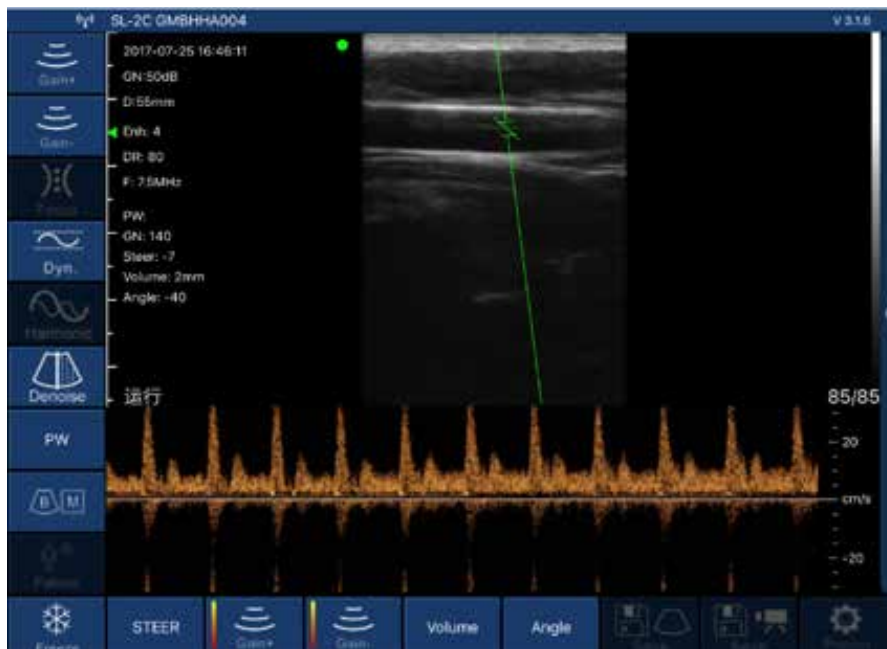 SL-2C GMBHHA004
V 3.1.0
Gain+
2017-07-25 16:46:11
GN:50dB
D:55mm
Gain-
Enh: 4
DR: 80
F: 7.5MHz
PW:
GN: 140
Steer: -7
Dyn.
Volume: 2mm
Angle: -40
Harmonic
Denoise
运行
85/85
PW
20
cm/s
B M
-20
Freeze
STEER
Gain+
Gain-
Volume
Angle